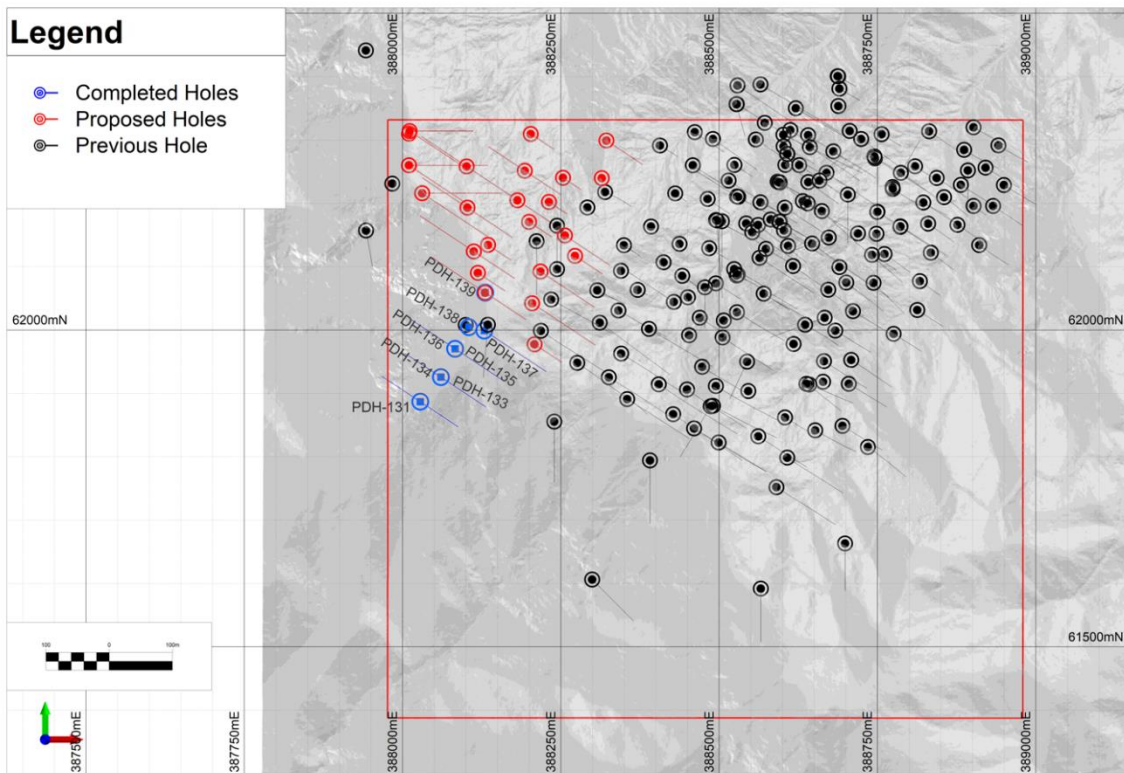 Legend
Completed Holes
Proposed Holes
Previous Hole
388000mE
388250mE
388500mE
388750mE
389000mE
PDH-139
PDH-138
PDH-137
PDH-136
PDH-135
PDH-134
PDH-133
PDH-131
62000mN
61500mN
100 0 100m
387500mE
387750mE
388000mE
388250mE
388500mE
388750mE
389000mE